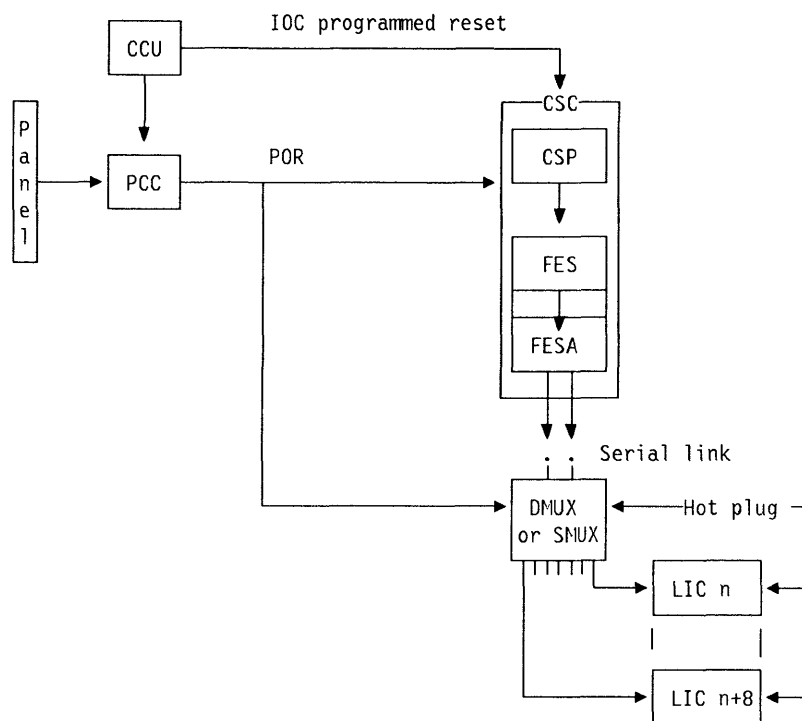 IOC programmed reset
CCU
CSC
Panel
PCC
POR
CSP
FES
FESA
Serial link
DMUX
or SMUX
Hot plug
LIC n
LIC n+8